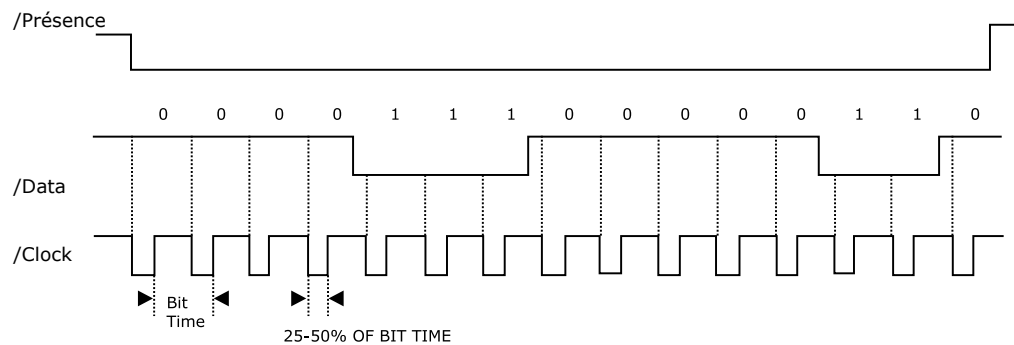 /Présence
0 0 0 0 1 1 1 0 0 0 0 0 1 1 0
/Data
/Clock
Bit
Time
25-50% OF BIT TIME